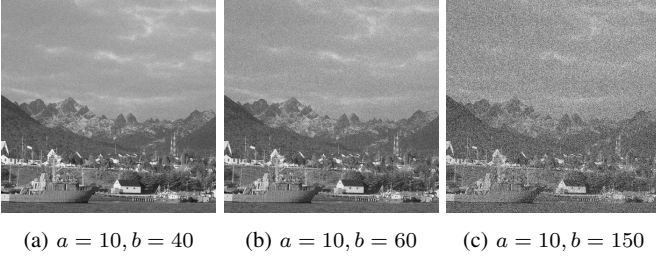 (a) a = 10, b = 40
(b) a = 10, b = 60
(c) a = 10, b = 150